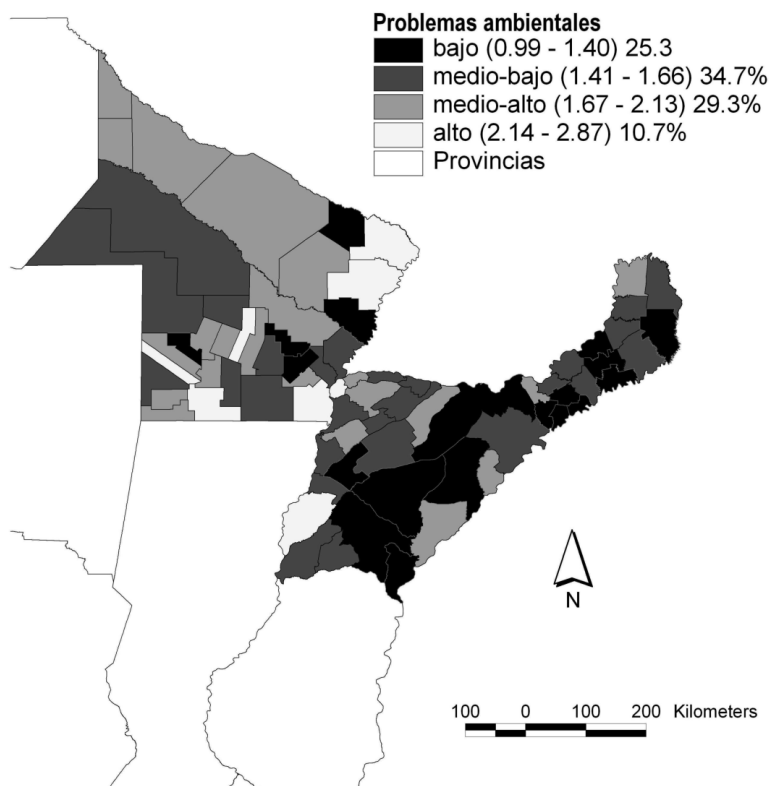 Problemas ambientales
bajo (0.99 - 1.40) 25.3
medio-bajo (1.41 - 1.66) 34.7%
medio-alto (1.67 - 2.13) 29.3%
alto (2.14 - 2.87) 10.7%
Provincias
N
100 0 100 200 Kilometers